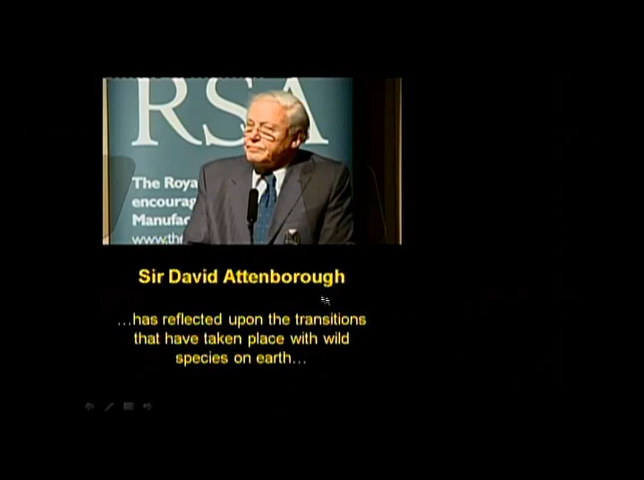 RSA
The Roya
encourag
Manufac
www.the
Sir David Attenborough
...has reflected upon the transitions
that have taken place with wild
species on earth...